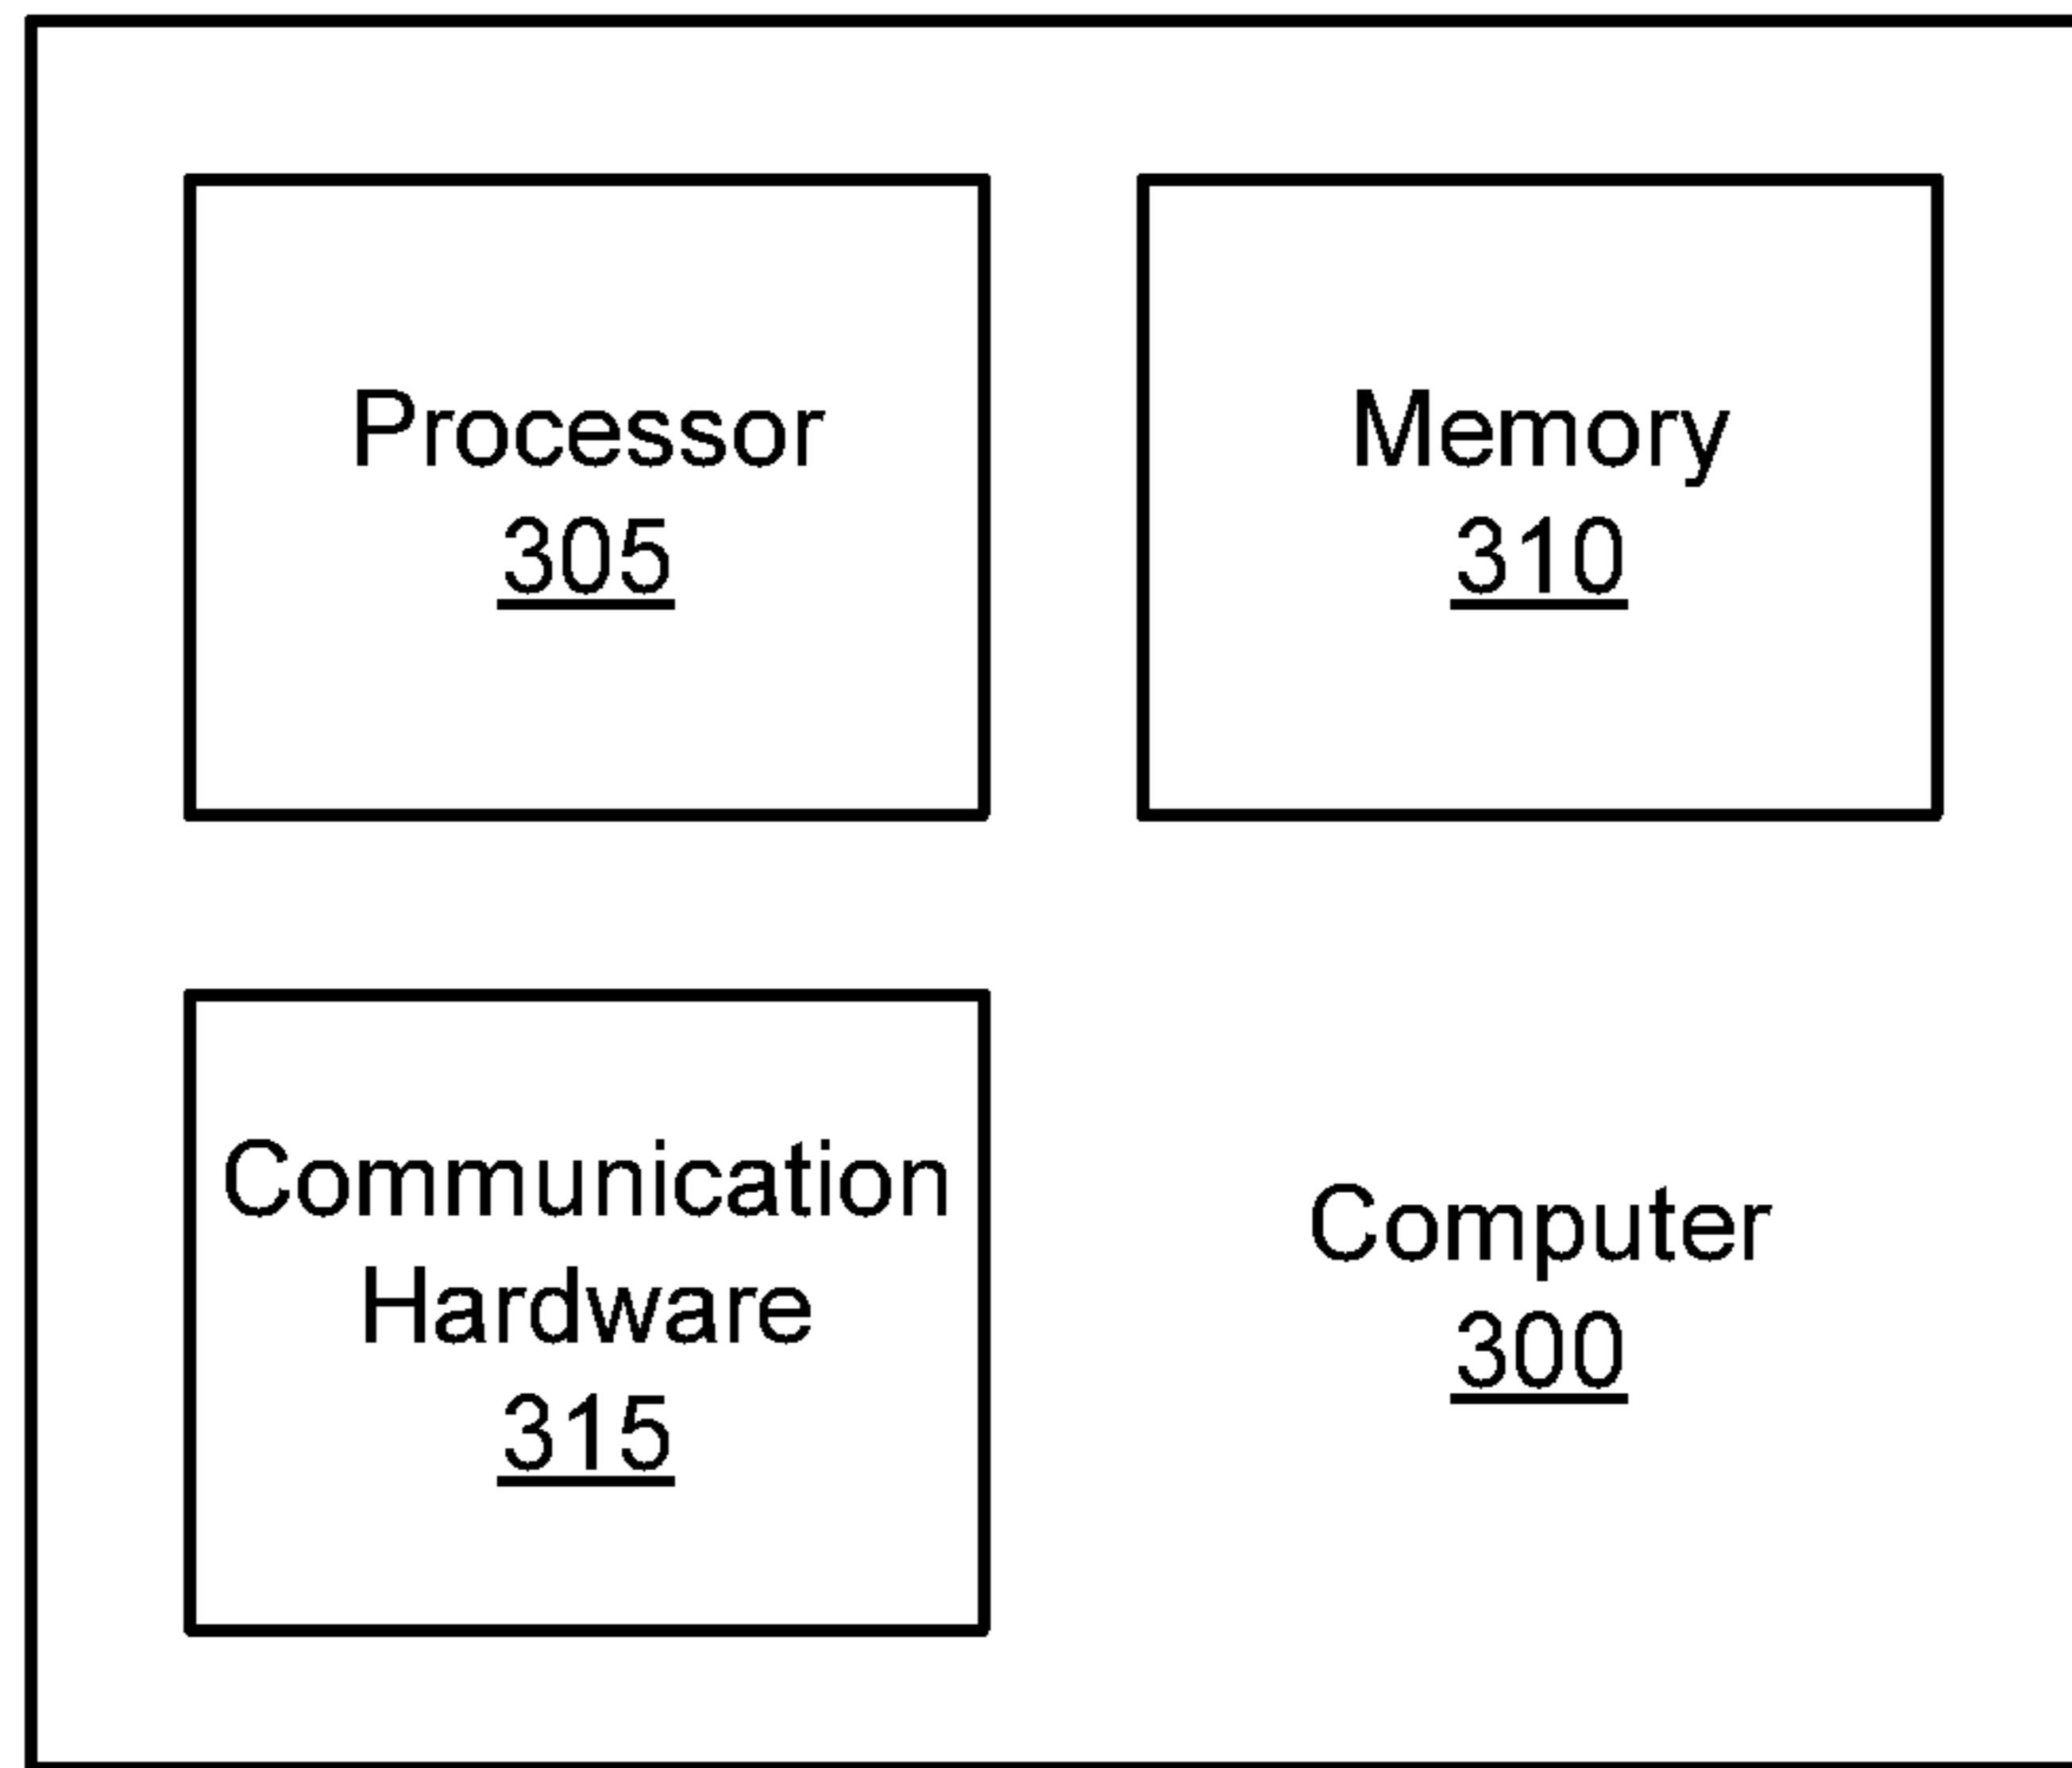 Processor
305
Memory
310
Communication
Hardware
315
Computer
300